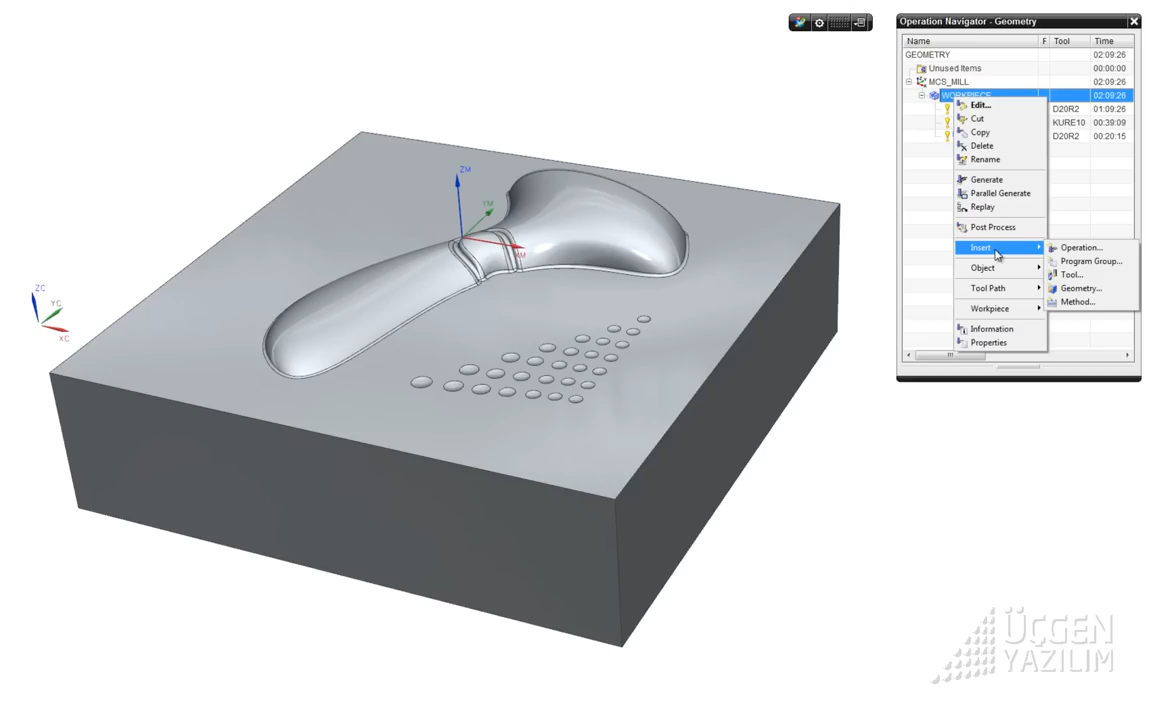 Operation Navigator - Geometry
Name F Tool Time
GEOMETRY 02:09:26
Unused Items 00:00:00
MCS_MILL 02:09:26
WORKPIECE 02:09:26
D20R2 01:09:26
KURE10 00:39:09
D20R2 00:20:15
Edit...
Cut
Copy
Delete
Rename
Generate
Parallel Generate
Replay
Post Process
Insert
Object
Tool Path
Workpiece
Information
Properties
Operation...
Program Group...
Tool...
Geometry...
Method...
ZM
YM
XM
ZC
YC
XC
ÜÇGEN
YAZILIM